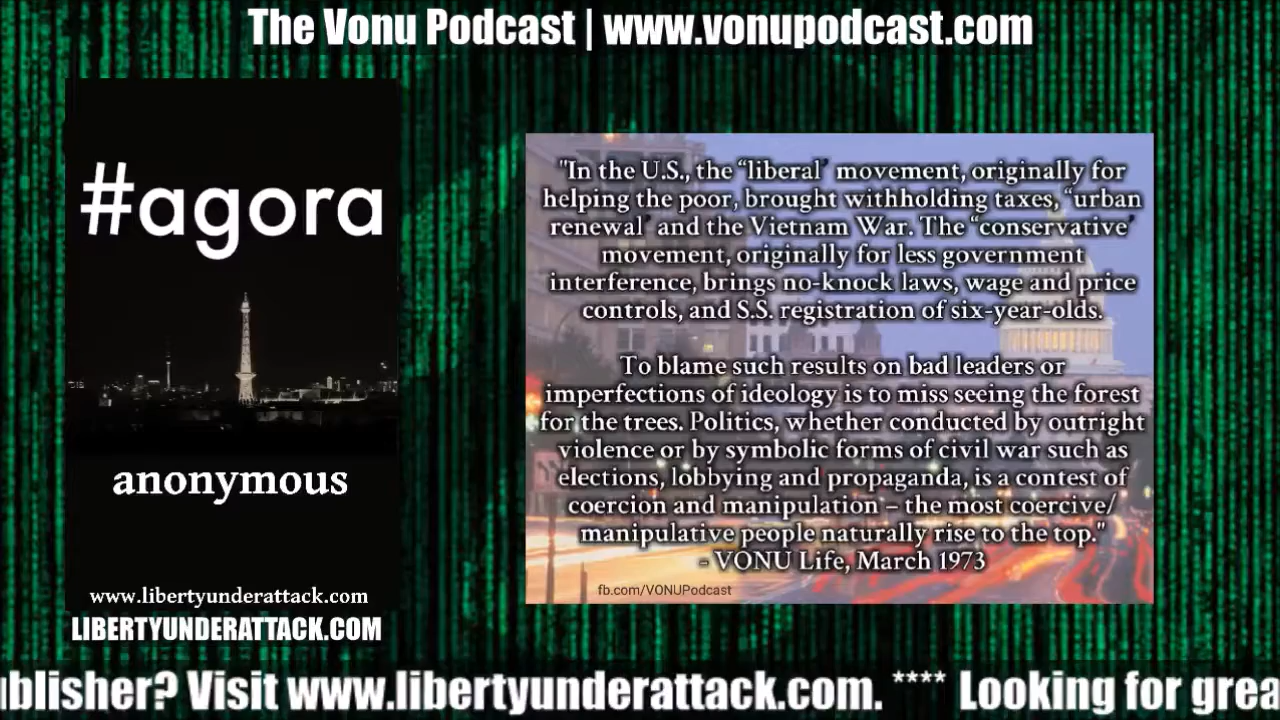 The Vonu Podcast | www.vonupodcast.com
#agora
anonymous
www.libertyunderattack.com
LIBERTYUNDERATTACK.COM
"In the U.S., the “liberal’ movement, originally for
helping the poor, brought withholding taxes, “urban
renewal’ and the Vietnam War. The “conservative’
movement, originally for less government
interference, brings no-knock laws, wage and price
controls, and S.S. registration of six-year-olds.
To blame such results on bad leaders or
imperfections of ideology is to miss seeing the forest
for the trees. Politics, whether conducted by outright
violence or by symbolic forms of civil war such as
elections, lobbying and propaganda, is a contest of
coercion and manipulation – the most coercive/
manipulative people naturally rise to the top."
- VONU Life, March 1973
fb.com/VONUPodcast
ublisher? Visit www.libertyunderattack.com. **** Looking for grea